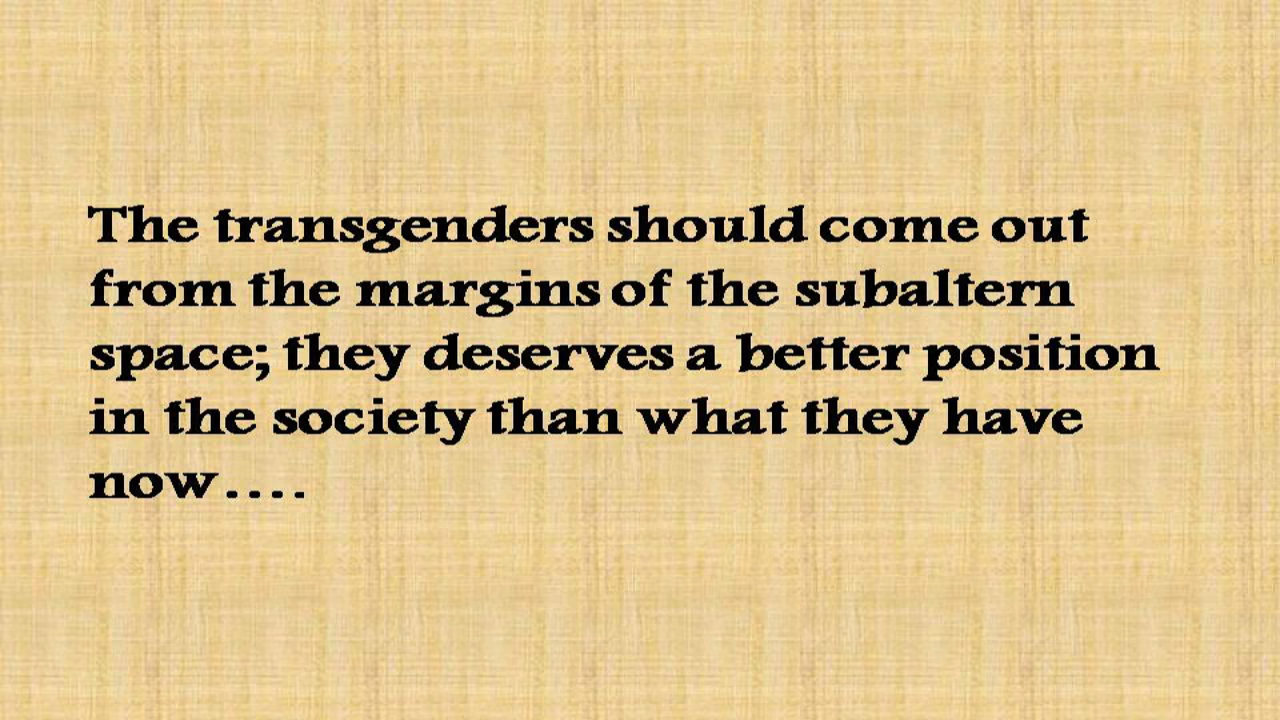 The transgenders should come out
from the margins of the subaltern
space; they deserves a better position
in the society than what they have
now....